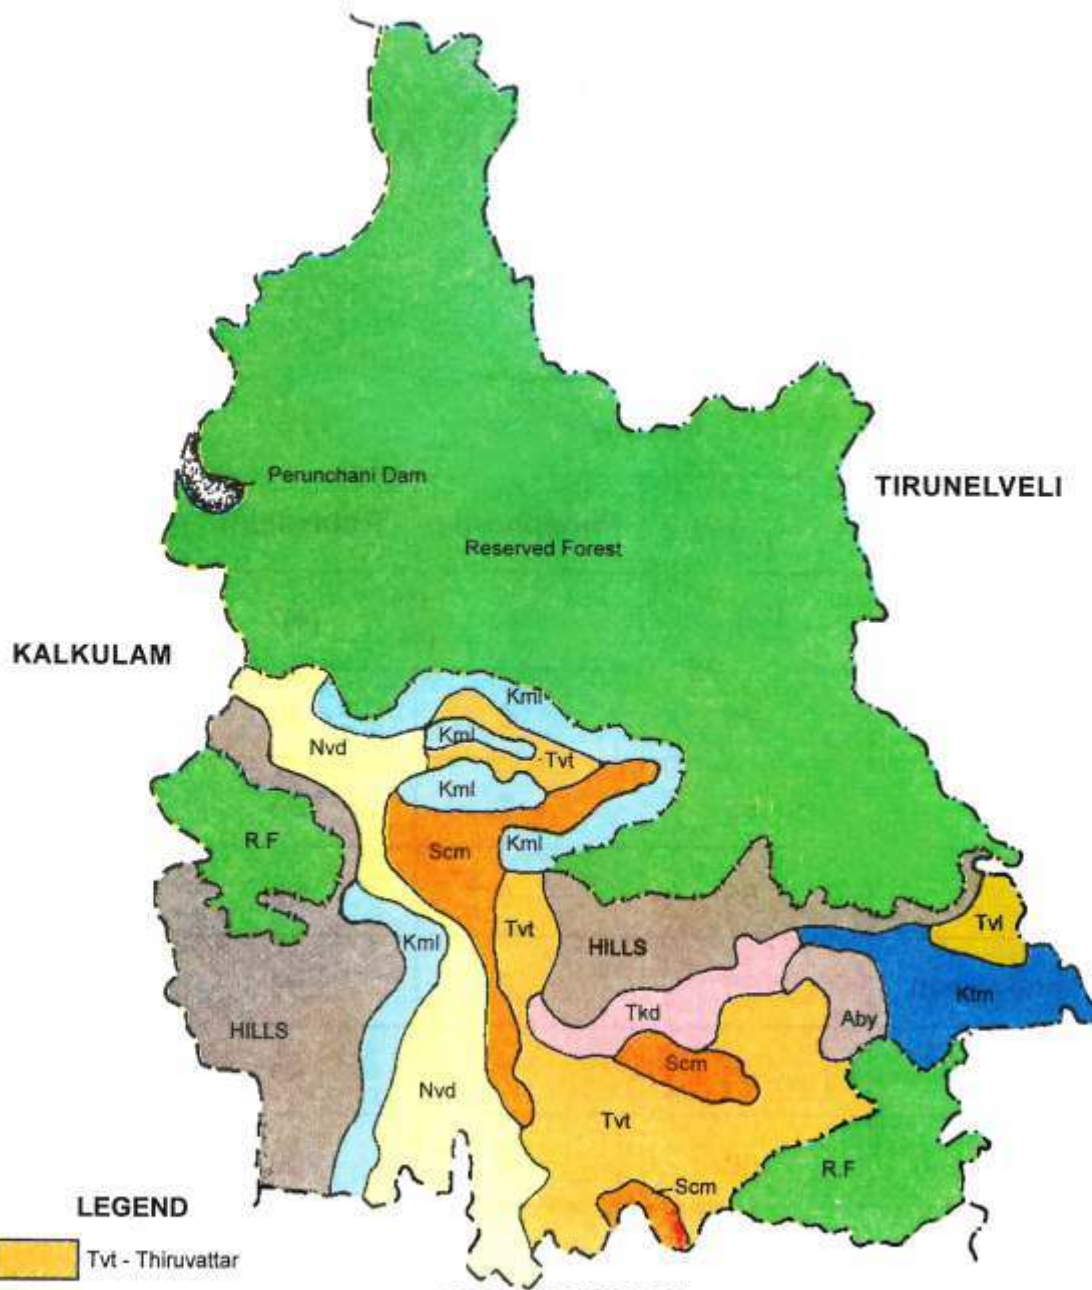 Perunchani Dam
TIRUNELVELI
Reserved Forest
KALKULAM
Kml
Nvd
Kml
Tvt
Kml
R.F
Scm
Kml
Tvt
Tvl
Kml
HILLS
Ktm
Tkd
Aby
HILLS
Scm
Nvd
Tvt
R.F
Scm
LEGEND
Tvt - Thiruvattar